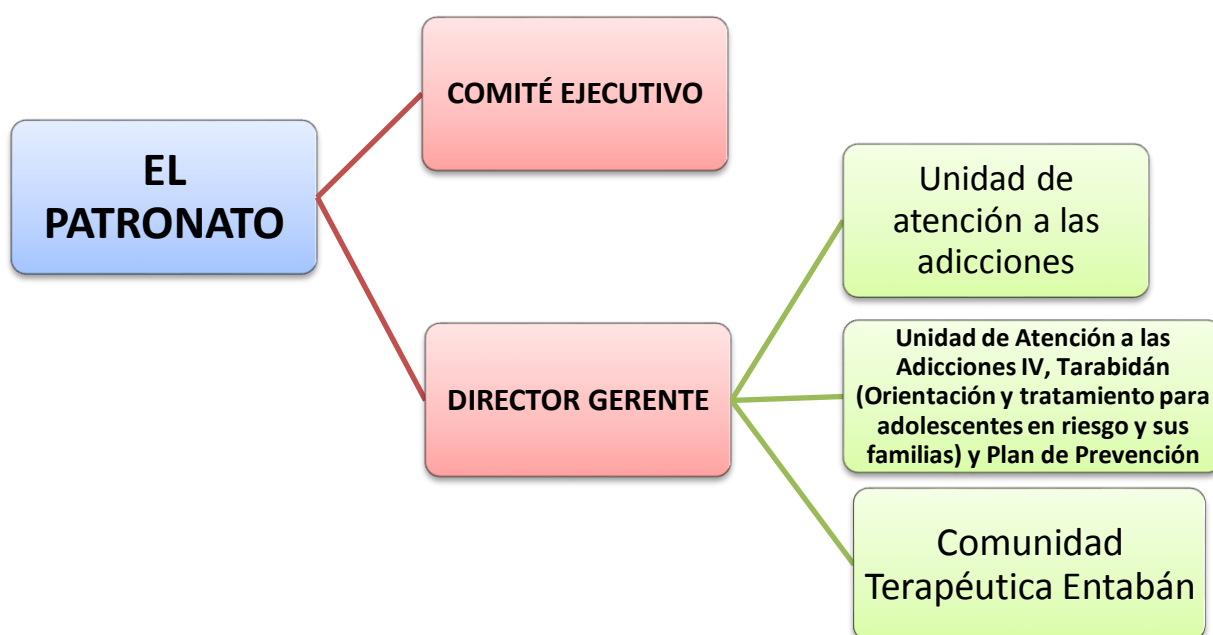 EL
PATRONATO
COMITÉ EJECUTIVO
DIRECTOR GERENTE
Unidad de
atención a las
adicciones
Unidad de Atención a las
Adicciones IV, Tarabidán
(Orientación y tratamiento para
adolescentes en riesgo y sus
familias) y Plan de Prevención
Comunidad
Terapéutica Entabán